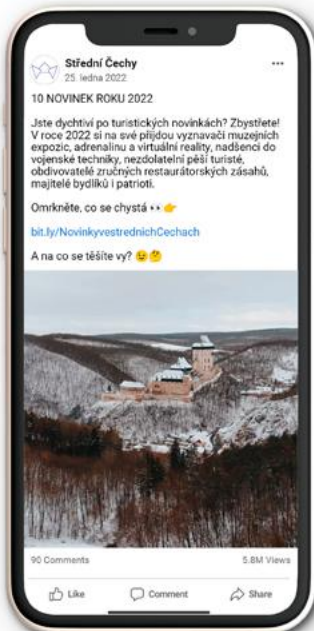 Střední Čechy
25. ledna 2022
10 NOVINEK ROKU 2022
Jste dychtiví po turistických novinkách? Zbystřete!
V roce 2022 si na své přijdou vyznavači muzejních
expozic, adrenalinu a virtuální reality, nadšenci do
vojenské techniky, nezdolatelní pěší turisté,
obdivovatelé zručných restaurátorských zásahů,
majitelé bydlíků i patrioti.
Omrkněte, co se chystá 👀 👉
bit.ly/NovinkyvestrednichCechach
A na co se těšíte vy? 😉 🤔
90 Comments 5.8M Views
Like Comment Share